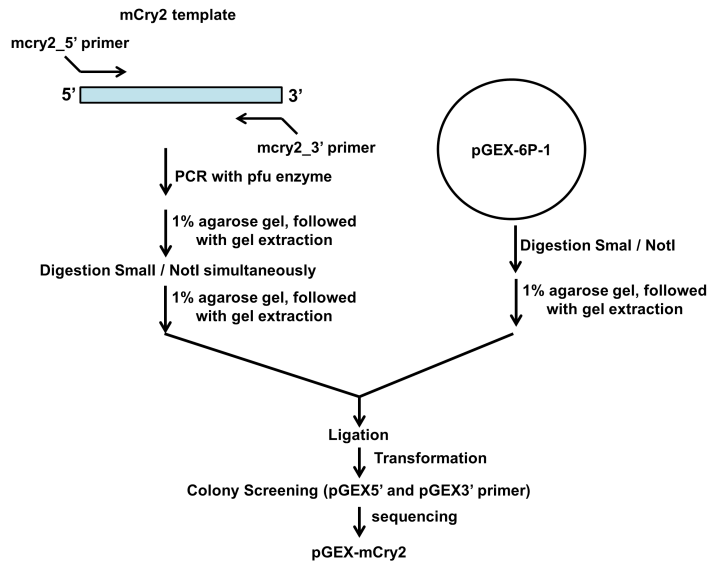 mCry2 template
mcry2_5’ primer
5’
3’
mcry2_3’ primer
PCR with pfu enzyme
1% agarose gel, followed
with gel extraction
Digestion SmaII / NotI simultaneously
1% agarose gel, followed
with gel extraction
pGEX-6P-1
Digestion SmaI / NotI
1% agarose gel, followed
with gel extraction
Ligation
Transformation
Colony Screening (pGEX5’ and pGEX3’ primer)
sequencing
pGEX-mCry2